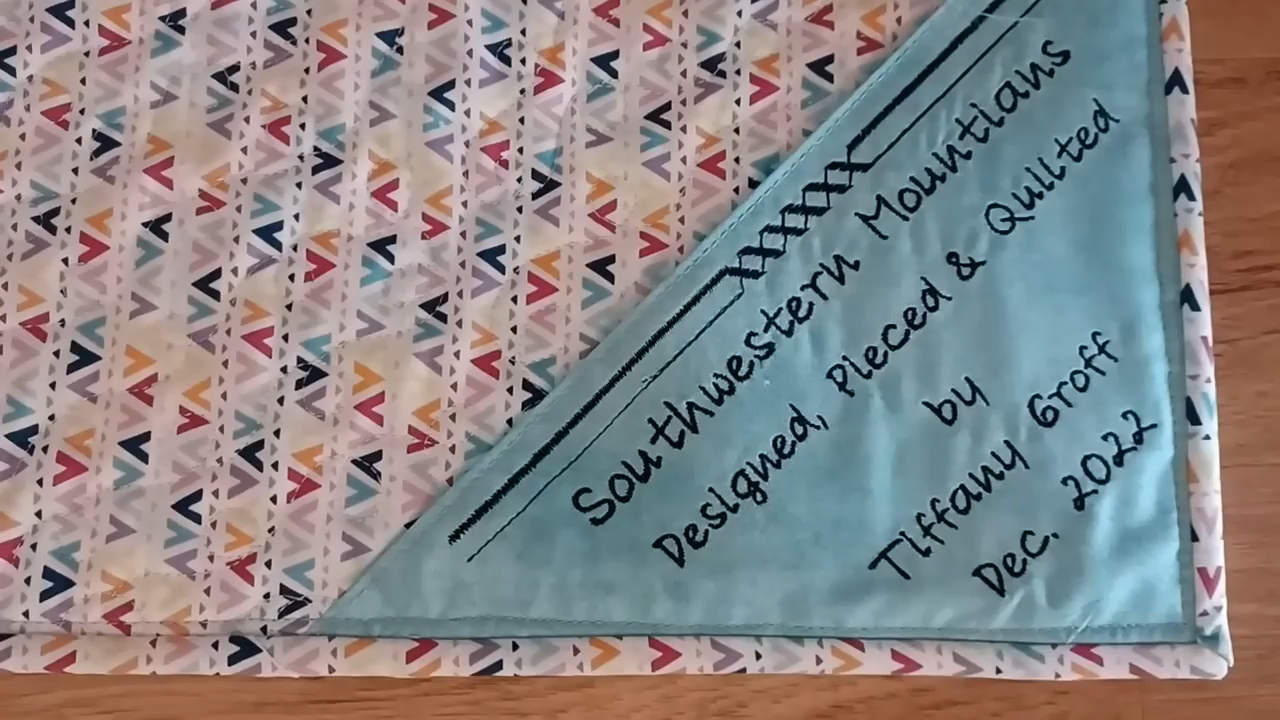 Southwestern Mountians
Designed, Pieced & Quilted
by
Tiffany Groff
Dec. 2022